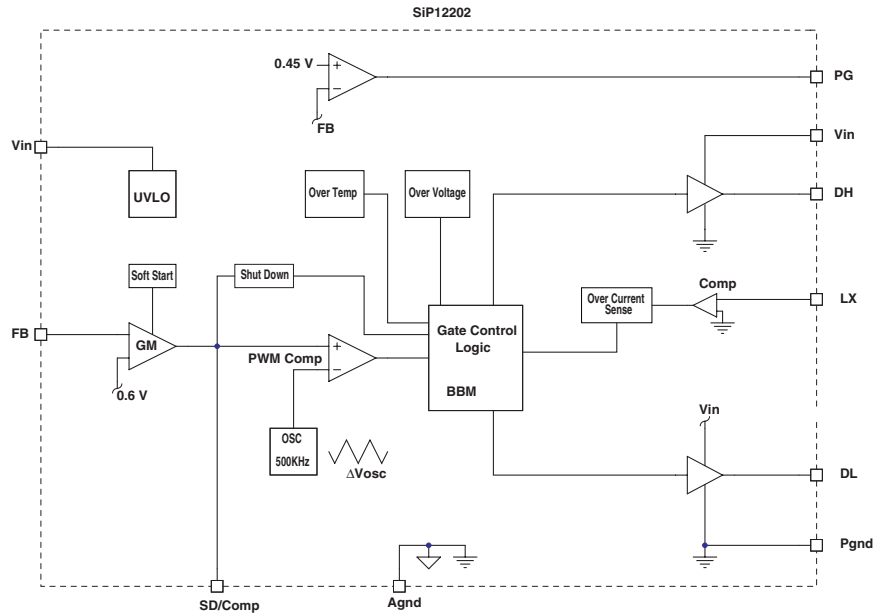 SiP12202
0.45 V
+
−
FB
PG
Vin
Vin
UVLO
Over Temp
Over Voltage
DH
Soft Start
Shut Down
Comp
Over Current
Sense
LX
FB
GM
0.6 V
PWM Comp
+
−
Gate Control
Logic
BBM
OSC
500KHz
ΔVosc
Vin
DL
Pgnd
SD/Comp
Agnd